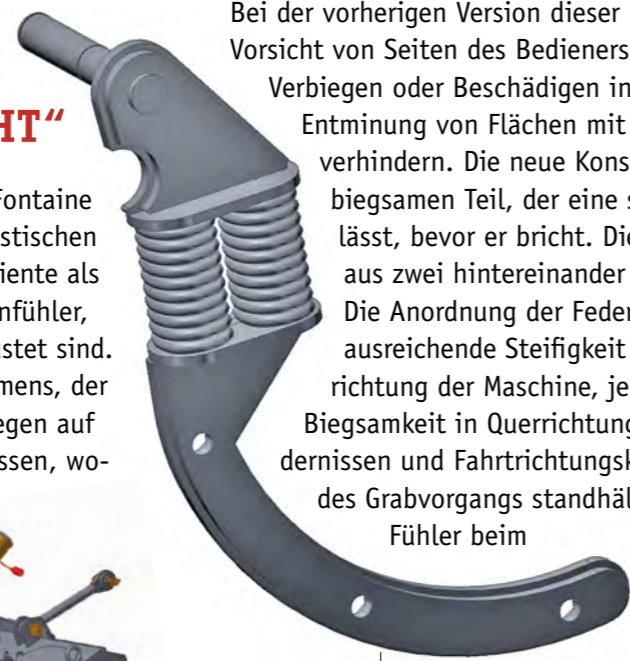 HT“
Fontaine
stischen
iente als
nfühler,
stet sind.
mens, der
egen auf
ssen, wo-
Bei der vorherigen Version dieser
Vorsicht von Seiten des Bedieners
Verbiegen oder Beschädigen in
Entminung von Flächen mit
verhindern. Die neue Kons
biegsamen Teil, der eine s
lässt, bevor er bricht. Die
aus zwei hintereinander
Die Anordnung der Feder
ausreichende Steifigkeit
richtung der Maschine, je
Biegsamkeit in Querrichtung
dernissen und Fahrtrichtungsk
des Grabvorgangs standhäl
Fühler beim